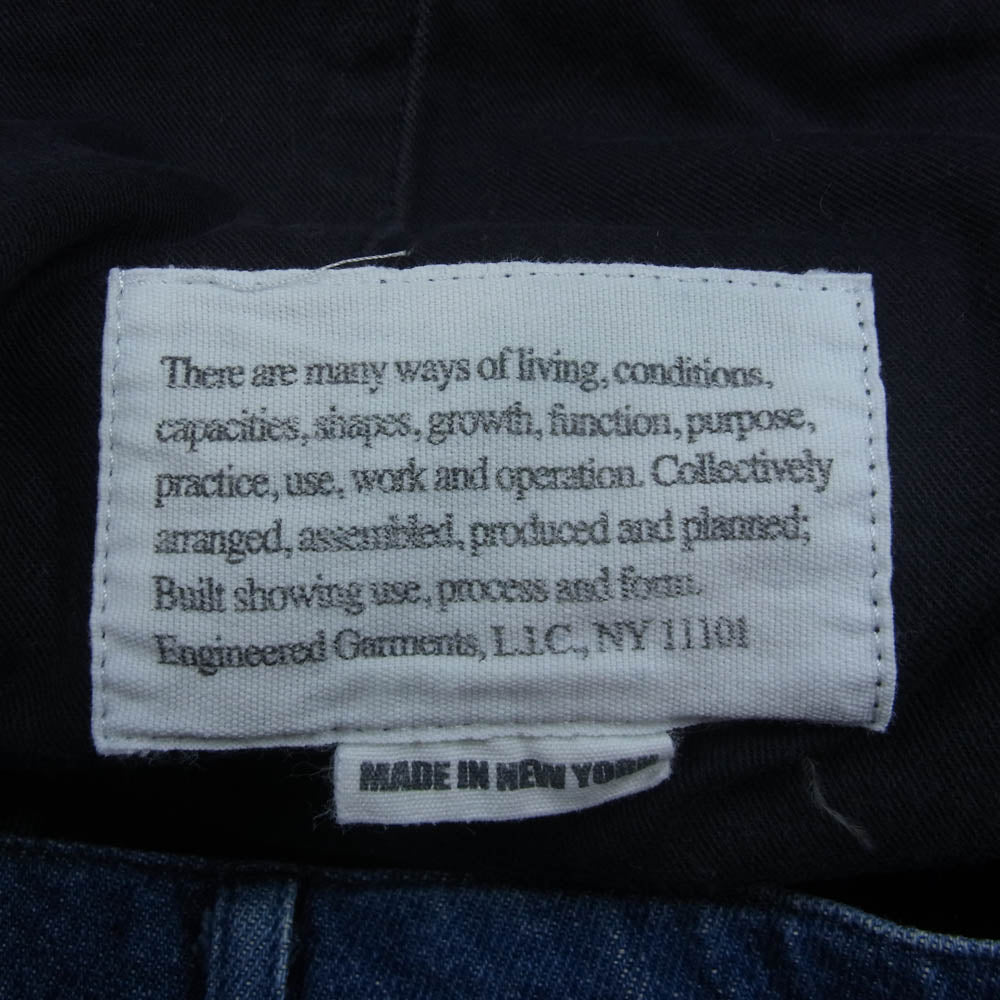 There are many ways of living, conditions,
capacities, shapes, growth, function, purpose,
practice, use, work and operation. Collectively
arranged, assembled, produced and planned;
Built showing use, process and form.
Engineered Garments, L.I.C., NY 11101
MADE IN NEW YORK